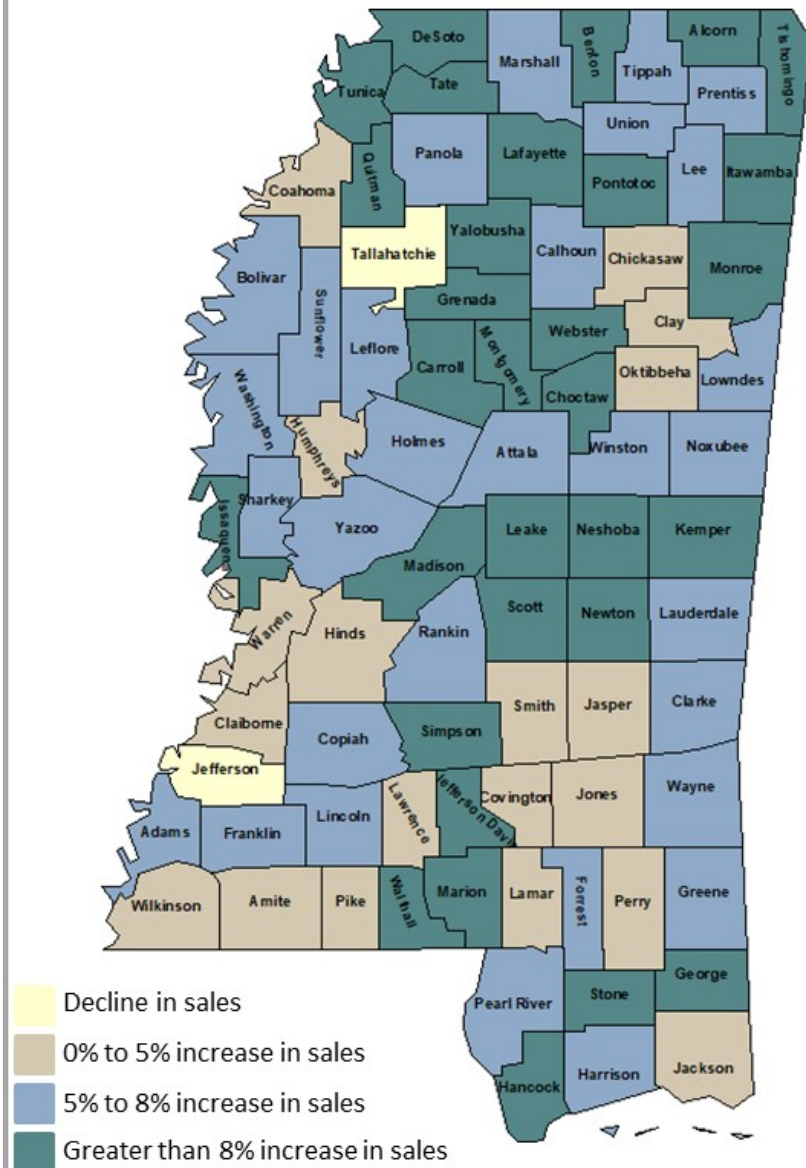 DeSoto
Marshall
Benton
Tippah
Alcorn
Tishomingo
Tunica
Tate
Prentiss
Union
Panola
Lafayette
Pontotoc
Lee
Itawamba
Quitman
Coahoma
Tallahatchie
Yalobusha
Calhoun
Chickasaw
Monroe
Bolivar
Sunflower
Leflore
Grenada
Webster
Clay
Carroll
Montgomery
Choctaw
Oktibbeha
Lowndes
Washington
Humphreys
Holmes
Attala
Winston
Noxubee
Issaquena
Sharkey
Yazoo
Leake
Neshoba
Kemper
Madison
Warren
Hinds
Rankin
Scott
Newton
Lauderdale
Claiborne
Copiah
Simpson
Smith
Jasper
Clarke
Jefferson
Adams
Franklin
Lincoln
Lawrence
Jefferson Davis
Covington
Jones
Wayne
Wilkinson
Amite
Pike
Walthall
Marion
Lamar
Forrest
Perry
Greene
Pearl River
Stone
George
Hancock
Harrison
Jackson
Decline in sales
0% to 5% increase in sales
5% to 8% increase in sales
Greater than 8% increase in sales